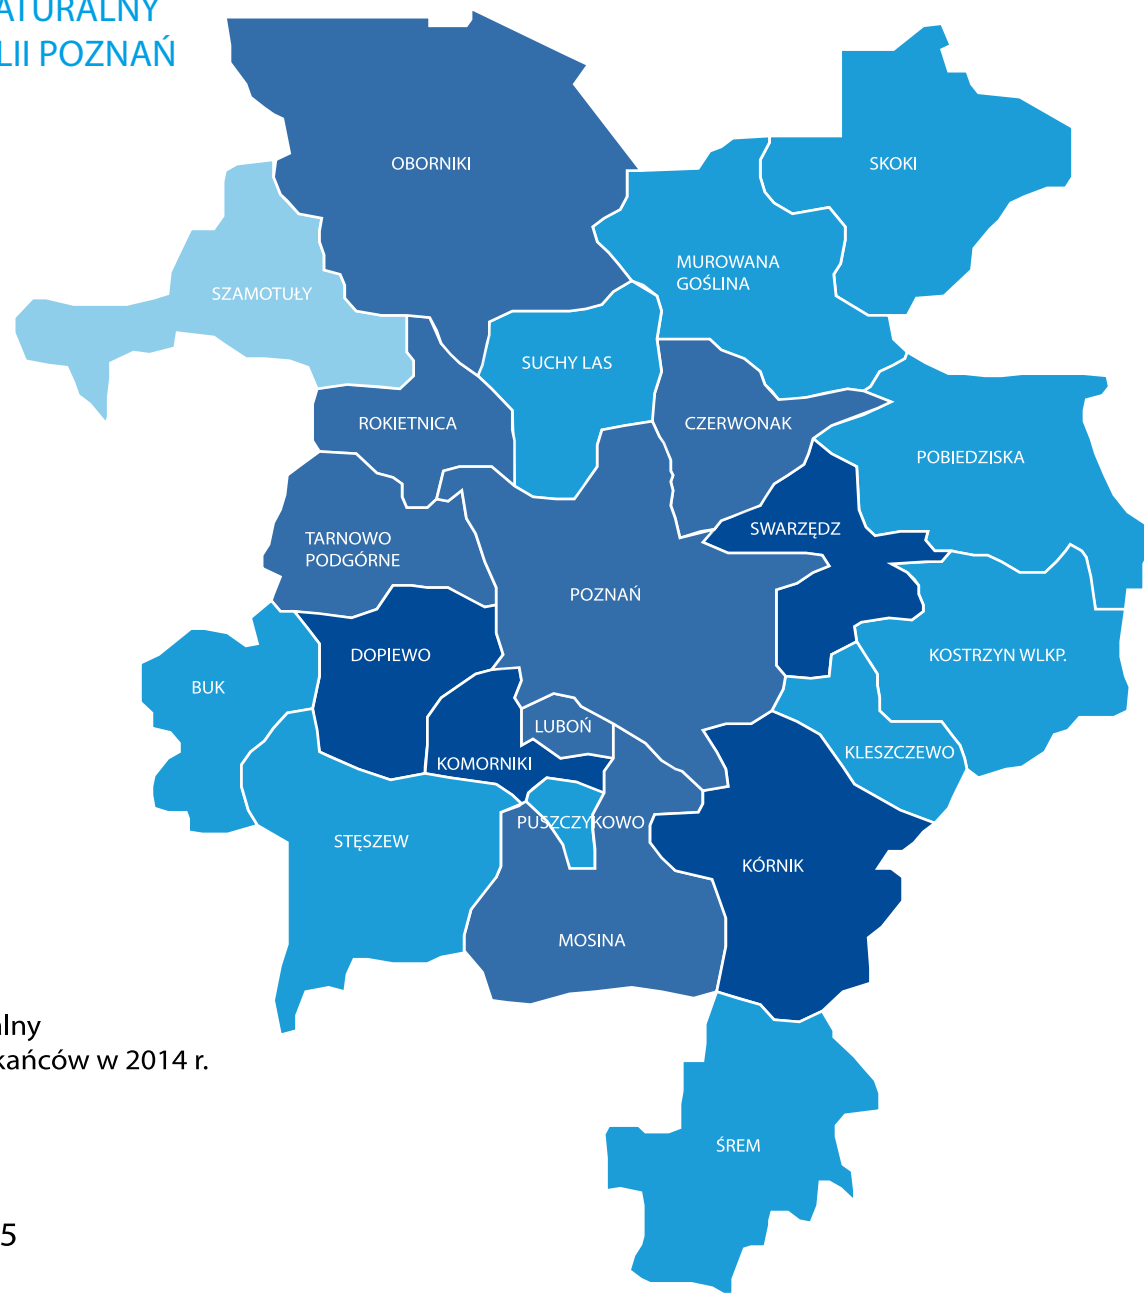 ATURALNY
LII POZNAŃ
OBORNIKI
SKOKI
MUROWANA
GOŚLINA
SZAMOTUŁY
SUCHY LAS
ROKIETNICA
CZERWONAK
POBIEDZISKA
SWARZĘDZ
TARNOWO
PODGÓRNE
POZNAŃ
DOPIEWO
KOSTRZYN WLKP.
BUK
LUBOŃ
KLESZCZEWO
KOMORNIKI
PUSZCZYKOWO
STĘSZEW
KÓRNIK
MOSINA
lny
kańców w 2014 r.
ŚREM
5